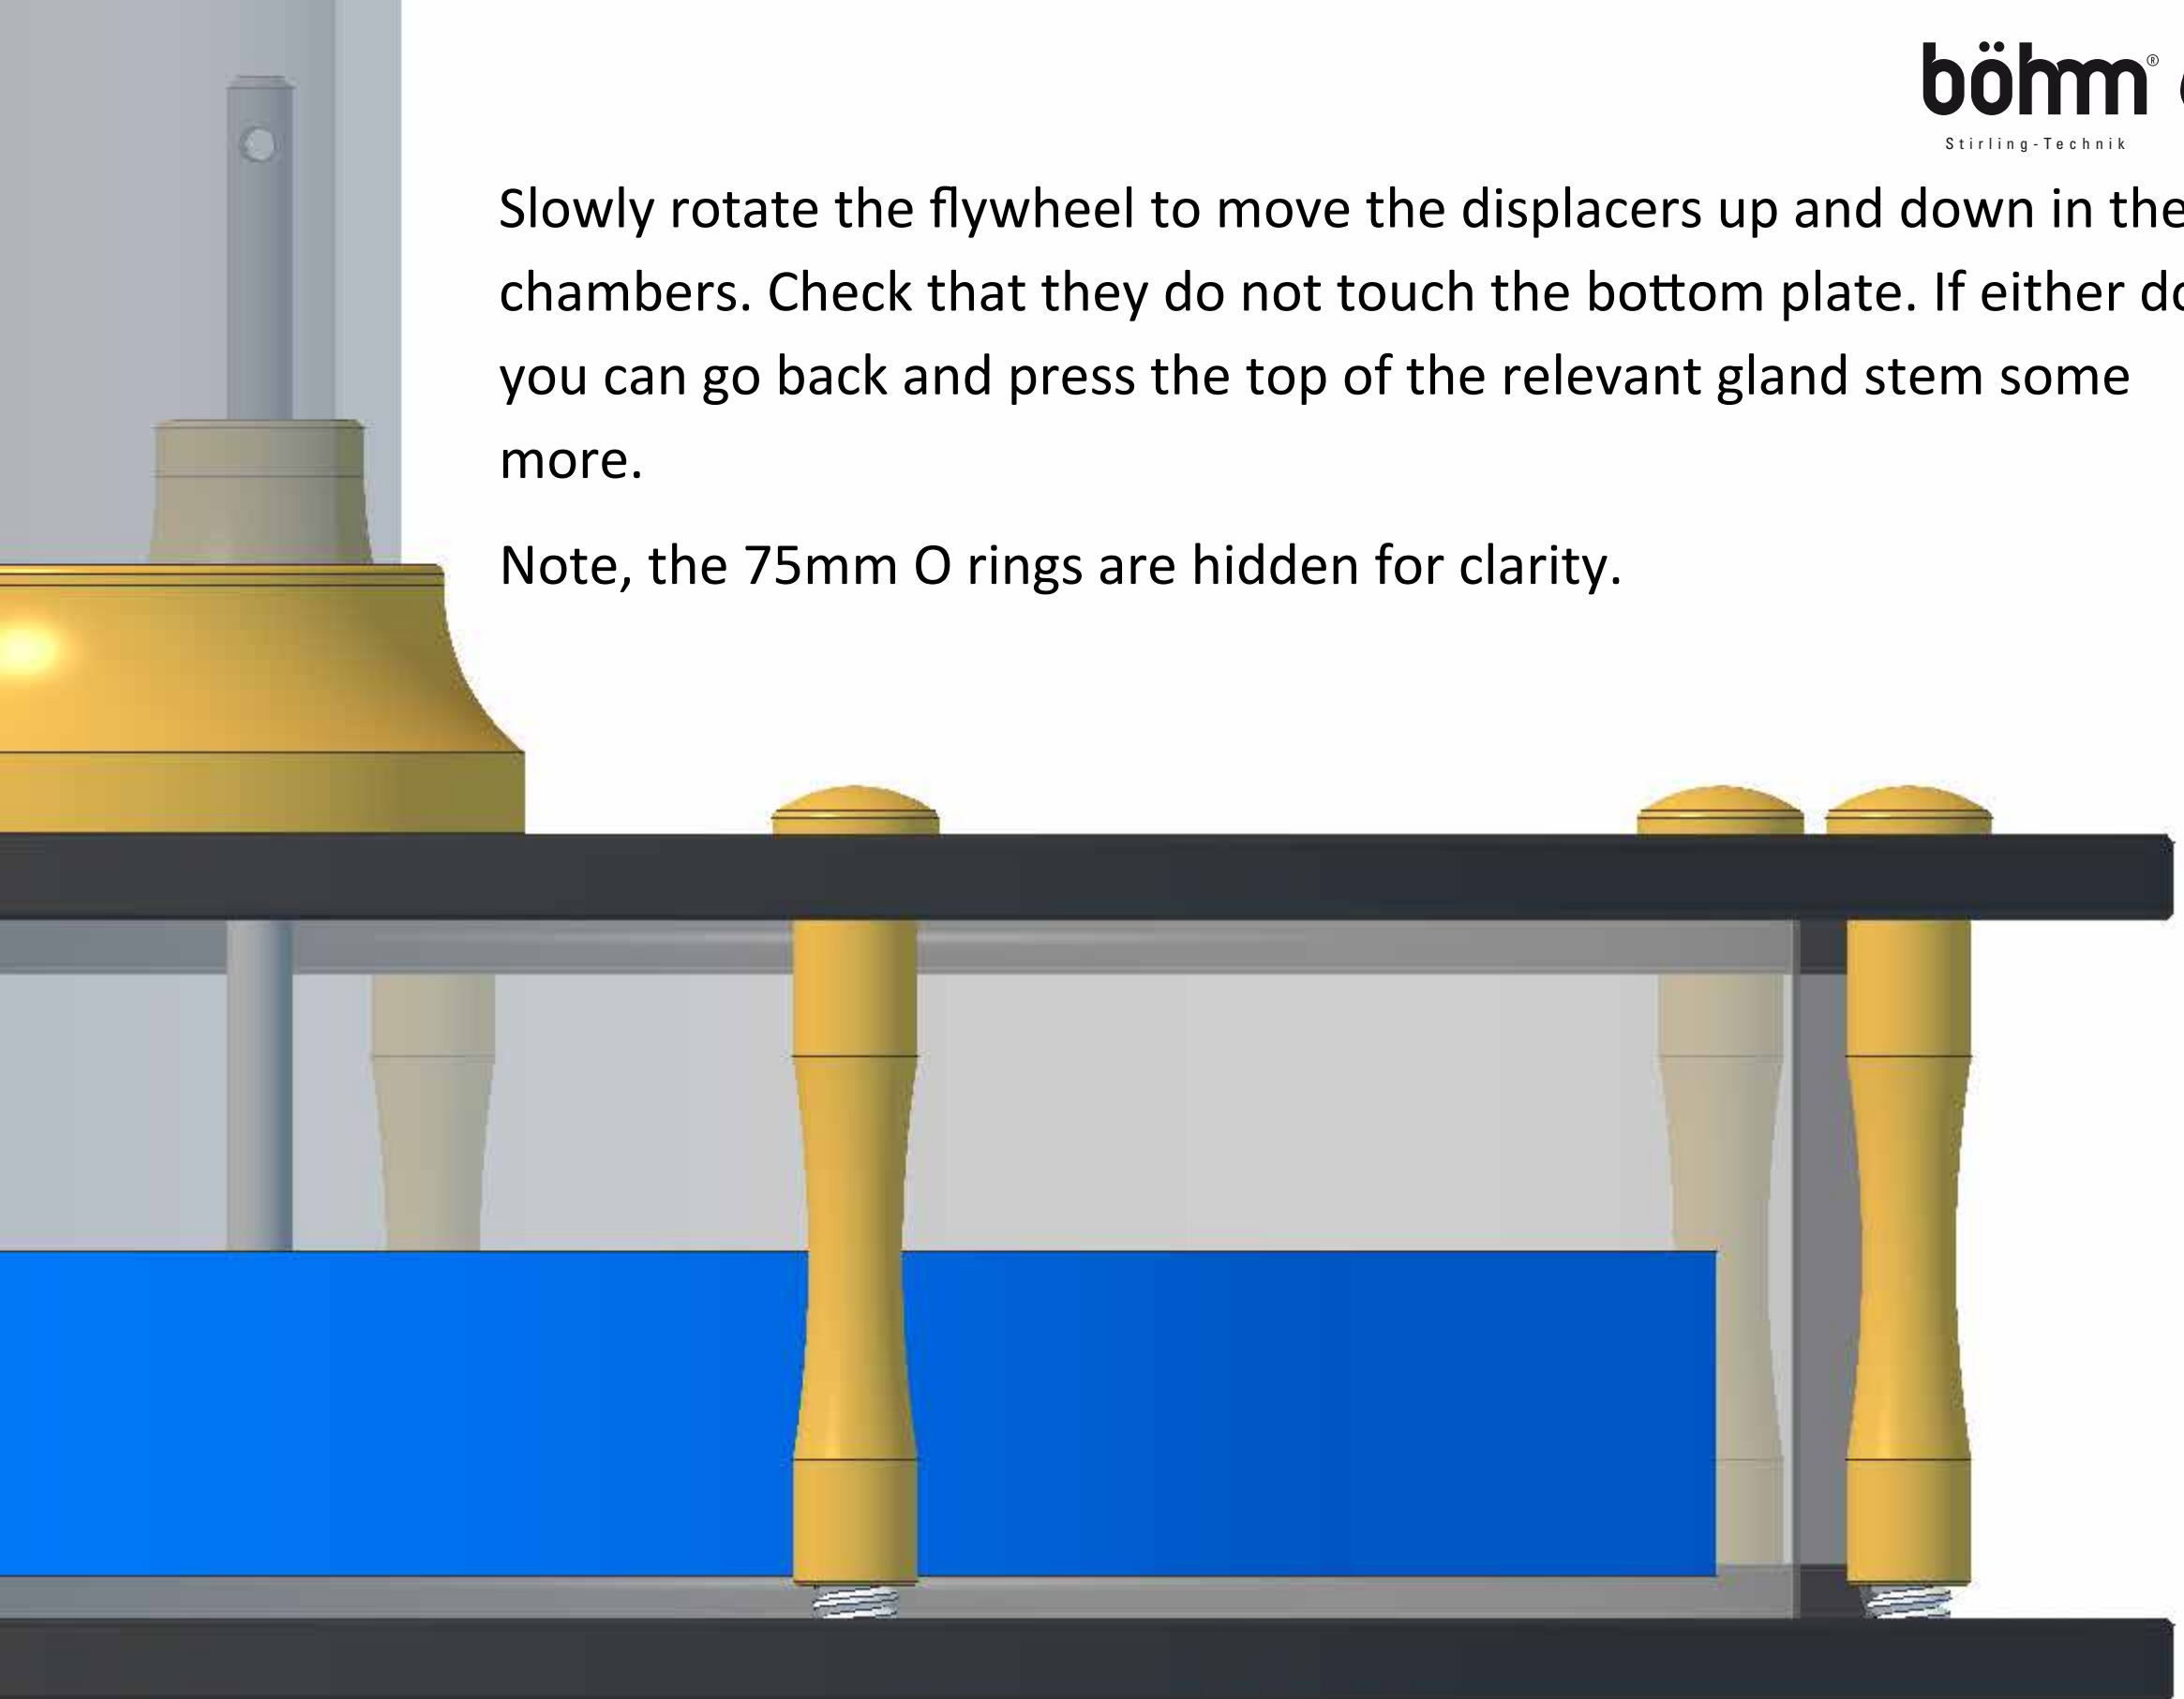 böhm®
Stirling-Technik
Slowly rotate the flywheel to move the displacers up and down in the
chambers. Check that they do not touch the bottom plate. If either
you can go back and press the top of the relevant gland stem some
more.
Note, the 75mm O rings are hidden for clarity.